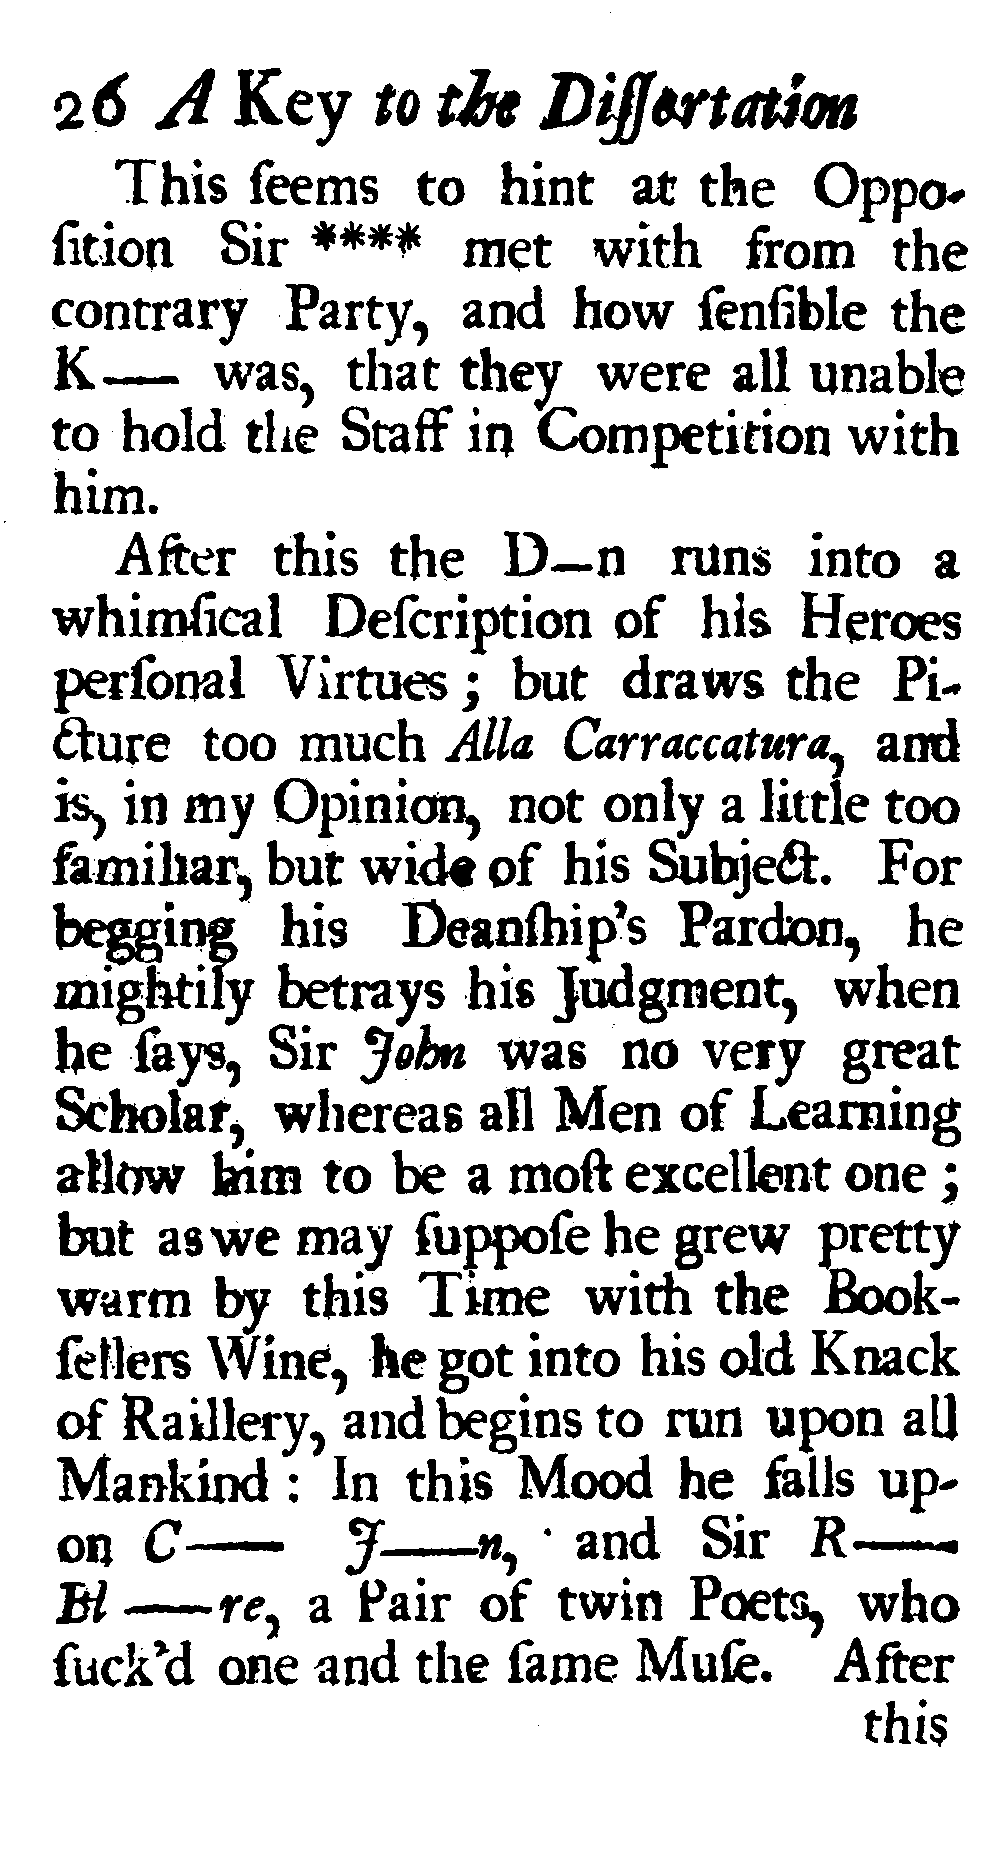 26 A Key to the Diſſertation
This ſeems to hint at the Oppo-
ſition Sir **** met with from the
contrary Party, and how ſenſible the
K—— was, that they were all unable
to hold the Staff in Competition with
him.
After this the D—n runs into a
whimſical Deſcription of his Heroes
perſonal Virtues; but draws the Pi-
cture too much Alla Carraccatura, and
is, in my Opinion, not only a little too
familiar, but wide of his Subject. For
begging his Deanſhip's Pardon, he
mightily betrays his Judgment, when
he ſays, Sir John was no very great
Scholar, whereas all Men of Learning
allow him to be a moſt excellent one;
but as we may ſuppoſe he grew pretty
warm by this Time with the Book-
ſellers Wine, he got into his old Knack
of Raillery, and begins to run upon all
Mankind: In this Mood he falls up-
on C—— J——n, and Sir R——
Bl——re, a Pair of twin Poets, who
ſuck'd one and the ſame Muſe. After
this